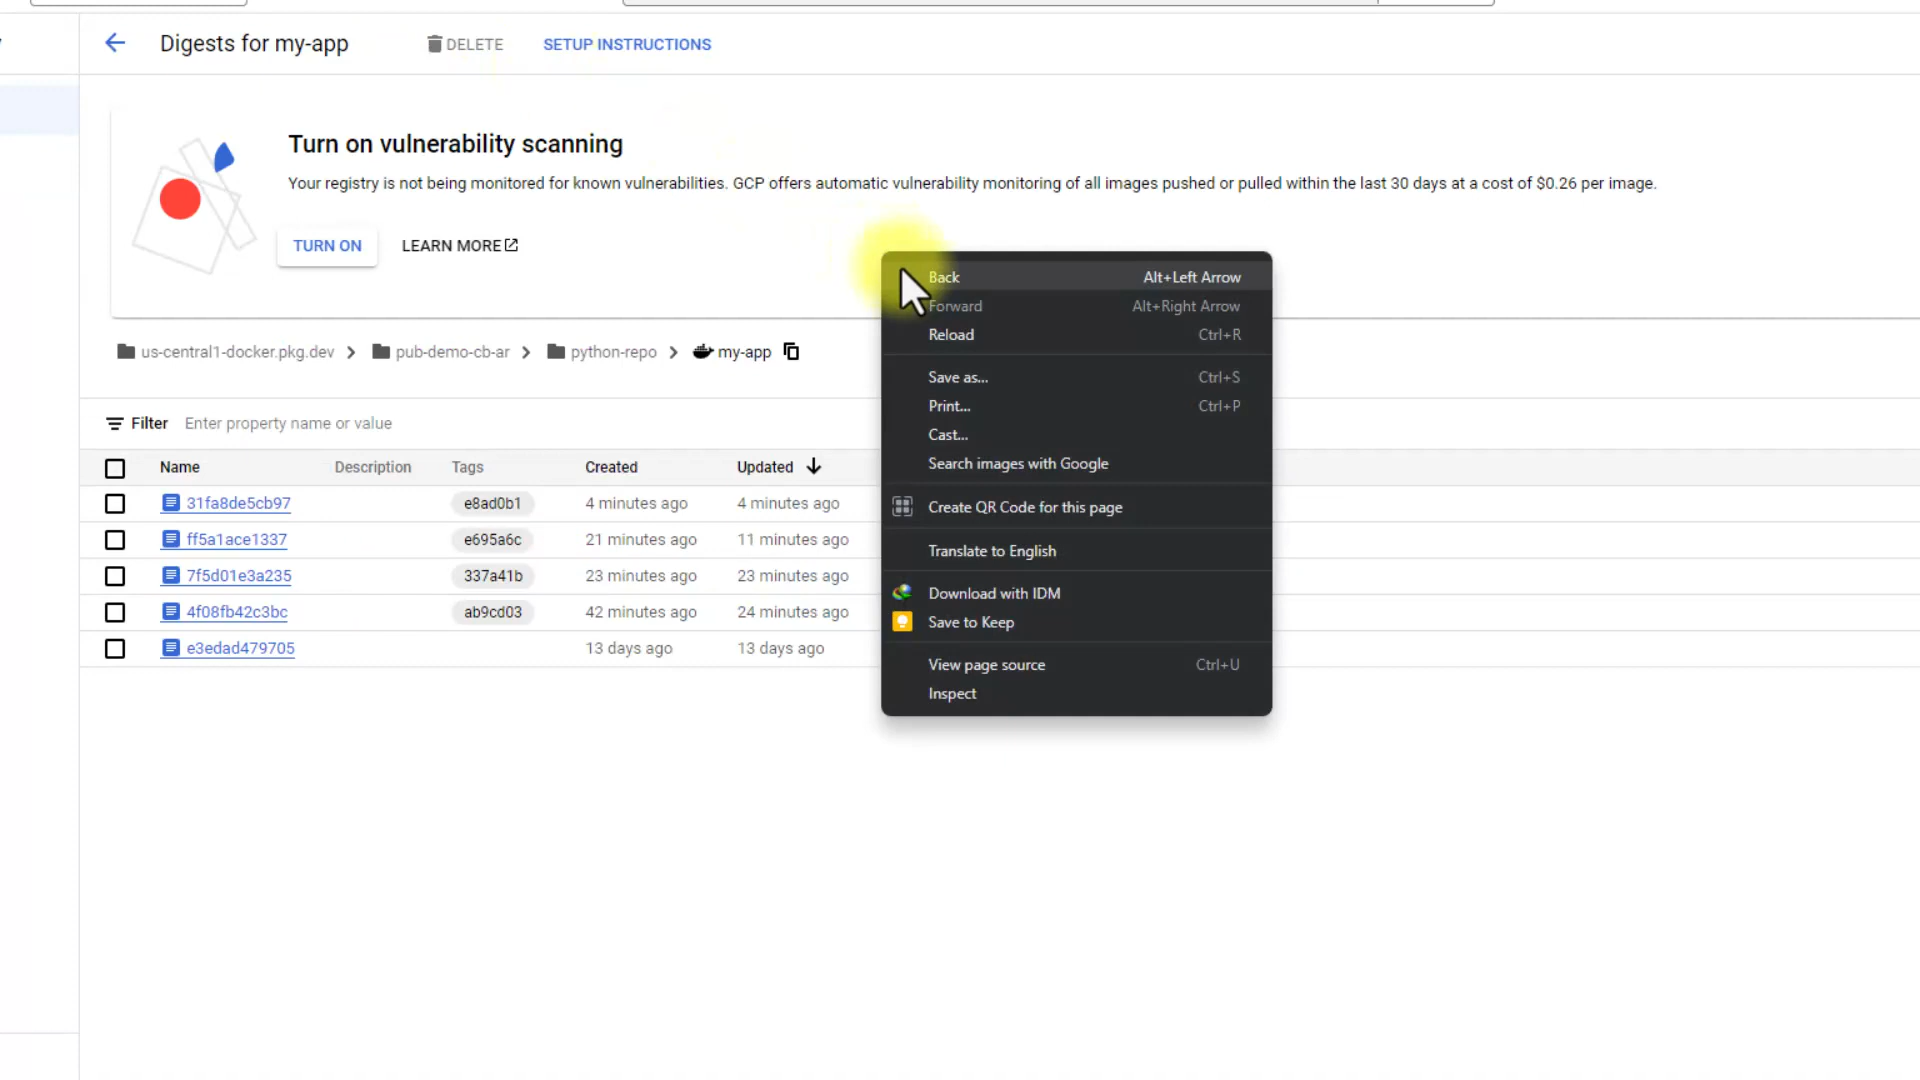 Digests for my-app
DELETE
SETUP INSTRUCTIONS
Turn on vulnerability scanning
Your registry is not being monitored for known vulnerabilities. GCP offers automatic vulnerability monitoring of all images pushed or pulled within the last 30 days at a cost of $0.26 per image.
TURN ON
LEARN MORE
us-central1-docker.pkg.dev > pub-demo-cb-ar > python-repo > my-app
Filter Enter property name or value
Name Description Tags Created Updated
31fa8de5cb97 e8ad0b1 4 minutes ago 4 minutes ago
ff5a1ace1337 e695a6c 21 minutes ago 11 minutes ago
7f5d01e3a235 337a41b 23 minutes ago 23 minutes ago
4f08fb42c3bc ab9cd03 42 minutes ago 24 minutes ago
e3edad479705 13 days ago 13 days ago
Back Alt+Left Arrow
Forward Alt+Right Arrow
Reload Ctrl+R
Save as... Ctrl+S
Print... Ctrl+P
Cast...
Search images with Google
Create QR Code for this page
Translate to English
Download with IDM
Save to Keep
View page source Ctrl+U
Inspect